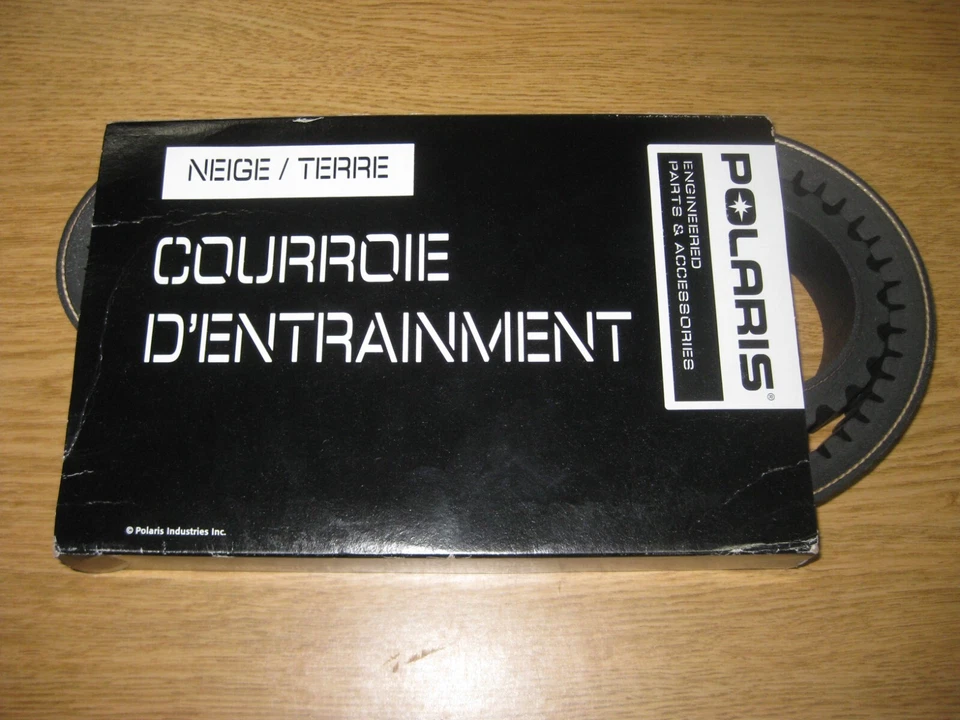 NEIGE / TERRE
COURROIE
D'ENTRAINMENT
POLARIS®
ENGINEERED
PARTS & ACCESSORIES
© Polaris Industries Inc.